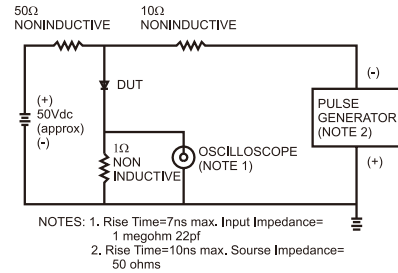 50Ω
NONINDUCTIVE
10Ω
NONINDUCTIVE
DUT
(+)
50Vdc
(approx)
(-)
1Ω
NON
INDUCTIVE
OSCILLOSCOPE
(NOTE 1)
(-)
PULSE
GENERATOR
(NOTE 2)
(+)
NOTES: 1. Rise Time=7ns max. Input Impedance=
1 megohm 22pf
2. Rise Time=10ns max. Sourse Impedance=
50 ohms